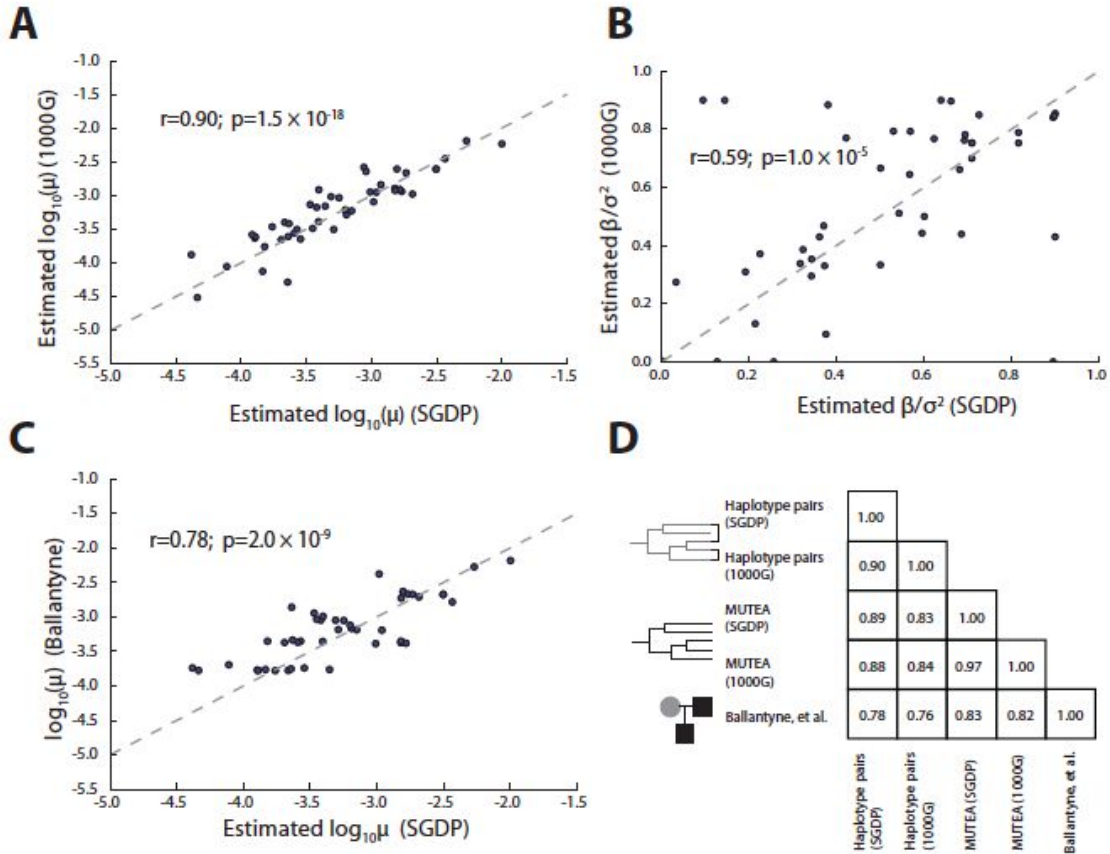 A
r=0.90; p=1.5 × 10⁻¹⁸
Estimated log₁₀(μ) (1000G)
-1.0
-1.5
-2.0
-2.5
-3.0
-3.5
-4.0
-4.5
-5.0
-5.5
-5.0 -4.5 -4.0 -3.5 -3.0 -2.5 -2.0 -1.5
Estimated log₁₀(μ) (SGDP)
B
r=0.59; p=1.0 × 10⁻⁵
Estimated β/σ² (1000G)
1.0
0.8
0.6
0.4
0.2
0.0
0.0 0.2 0.4 0.6 0.8 1.0
Estimated β/σ² (SGDP)
C
r=0.78; p=2.0 × 10⁻⁹
log₁₀(μ) (Ballantyne)
-1.0
-1.5
-2.0
-2.5
-3.0
-3.5
-4.0
-4.5
-5.0
-5.5
-5.0 -4.5 -4.0 -3.5 -3.0 -2.5 -2.0 -1.5
Estimated log₁₀μ (SGDP)
D
Haplotype pairs
(SGDP)
1.00
Haplotype pairs
(1000G)
0.90 1.00
MUTEA
(SGDP)
0.89 0.83 1.00
MUTEA
(1000G)
0.88 0.84 0.97 1.00
Ballantyne, et al.
0.78 0.76 0.83 0.82 1.00
Haplotype pairs
(SGDP)
Haplotype pairs
(1000G)
MUTEA (SGDP)
MUTEA (1000G)
Ballantyne, et al.